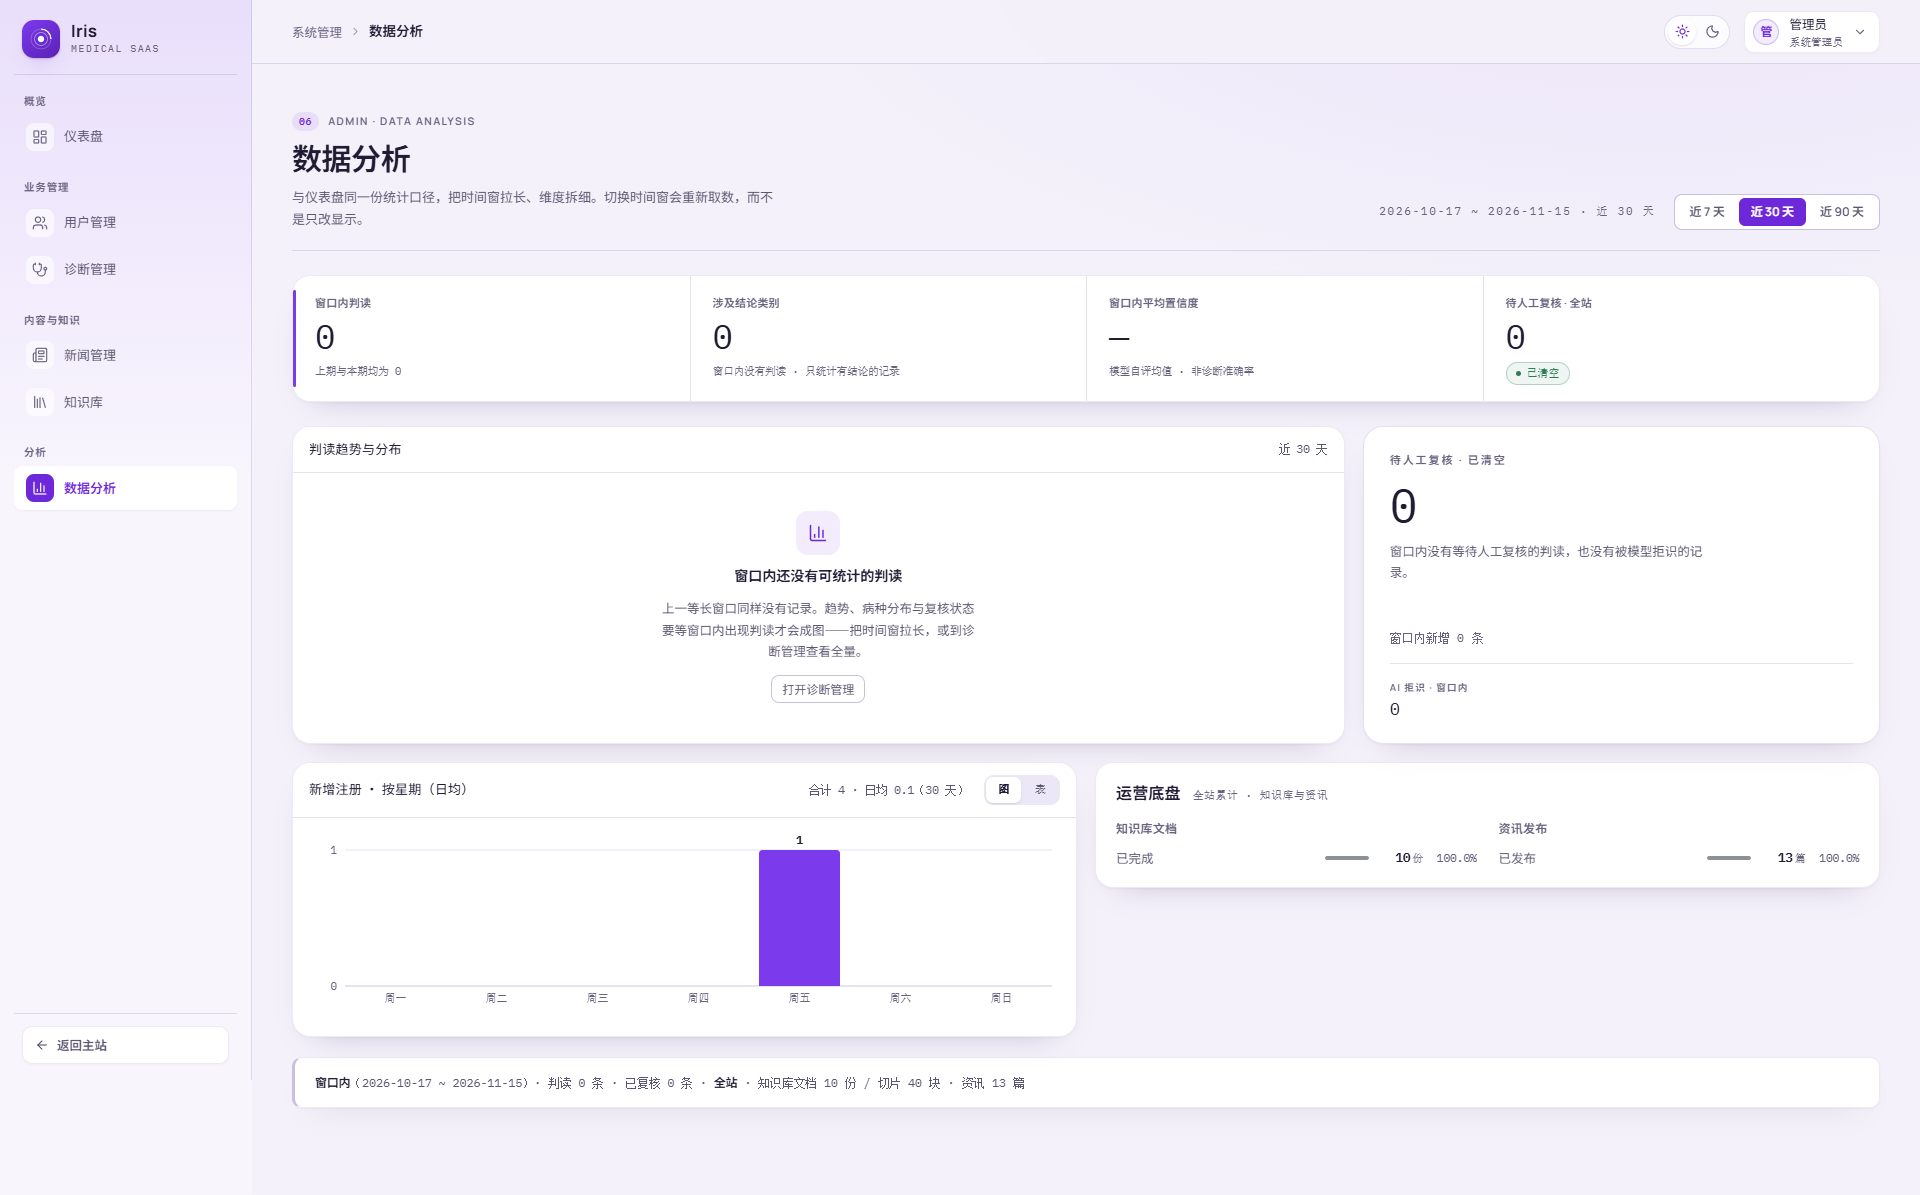 Iris
MEDICAL SAAS
概览
仪表盘
业务管理
用户管理
诊断管理
内容与知识
新闻管理
知识库
分析
数据分析
返回主站
系统管理
数据分析
管
管理员
系统管理员
06 ADMIN · DATA ANALYSIS
数据分析
与仪表盘同一份统计口径，把时间窗拉长、维度拆细。切换时间窗会重新取数，而不
是只改显示。
2026-10-17 ~ 2026-11-15 · 近 30 天
近 7 天 近 30 天 近 90 天
窗口内判读
0
上期与本期均为 0
涉及结论类别
0
窗口内没有判读 · 只统计有结论的记录
窗口内平均置信度
—
模型自评均值 · 非诊断准确率
待人工复核 · 全站
0
已清空
判读趋势与分布 近 30 天
窗口内还没有可统计的判读
上一等长窗口同样没有记录。趋势、病种分布与复核状态
要等窗口内出现判读才会成图——把时间窗拉长，或到诊
断管理查看全量。
打开诊断管理
待人工复核 · 已清空
0
窗口内没有等待人工复核的判读，也没有被模型拒识的记
录。
窗口内新增 0 条
AI 拒识 · 窗口内
0
新增注册 · 按星期（日均） 合计 4 · 日均 0.1（30 天） 图 表
1
1
0
周一 周二 周三 周四 周五 周六 周日
运营底盘 全站累计 · 知识库与资讯
知识库文档
已完成 10 份 100.0%
资讯发布
已发布 13 篇 100.0%
窗口内（2026-10-17 ~ 2026-11-15）· 判读 0 条 · 已复核 0 条 · 全站 · 知识库文档 10 份 / 切片 40 块 · 资讯 13 篇